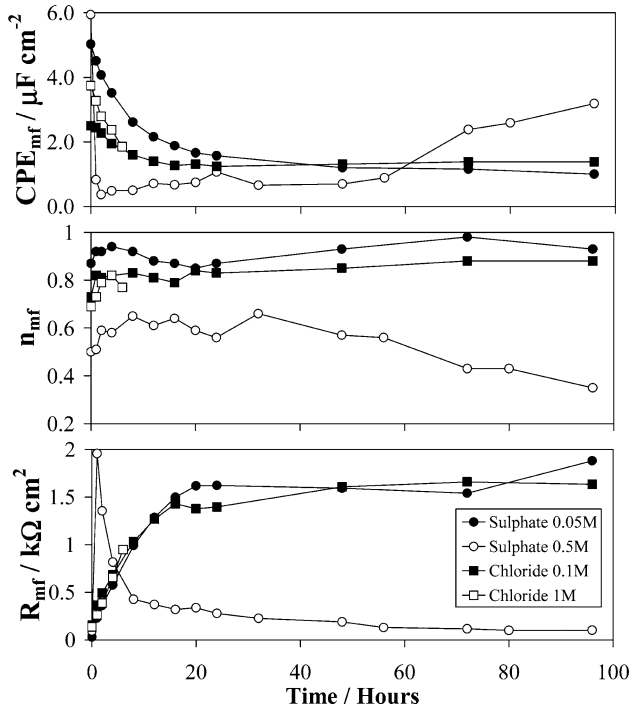 CPEmf / µF cm-2
6.0
4.0
2.0
0.0
nmf
1
0.8
0.6
0.4
0.2
Rmf / kΩ cm2
2
1.5
1
0.5
0
Sulphate 0.05M
Sulphate 0.5M
Chloride 0.1M
Chloride 1M
0 20 40 60 80 100
Time / Hours